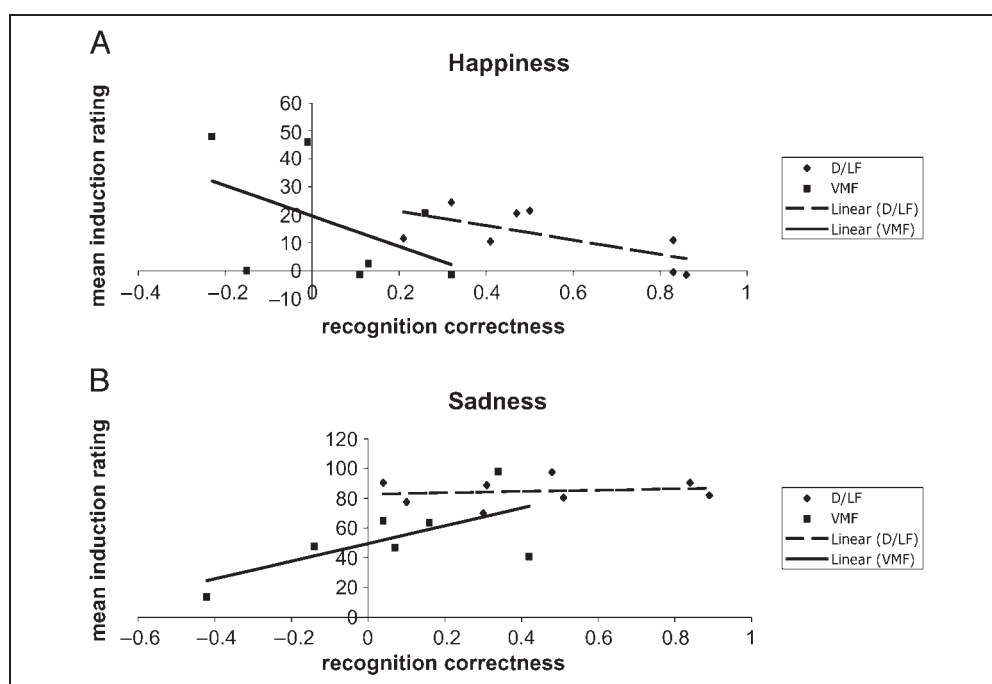 A
Happiness
mean induction rating
60
50
40
30
20
10
0
−10
−0.4
−0.2
0
0.2
0.4
0.6
0.8
1
recognition correctness
D/LF
VMF
Linear (D/LF)
Linear (VMF)
B
Sadness
mean induction rating
120
100
80
60
40
20
0
−0.6
−0.4
−0.2
0
0.2
0.4
0.6
0.8
1
recognition correctness
D/LF
VMF
Linear (D/LF)
Linear (VMF)